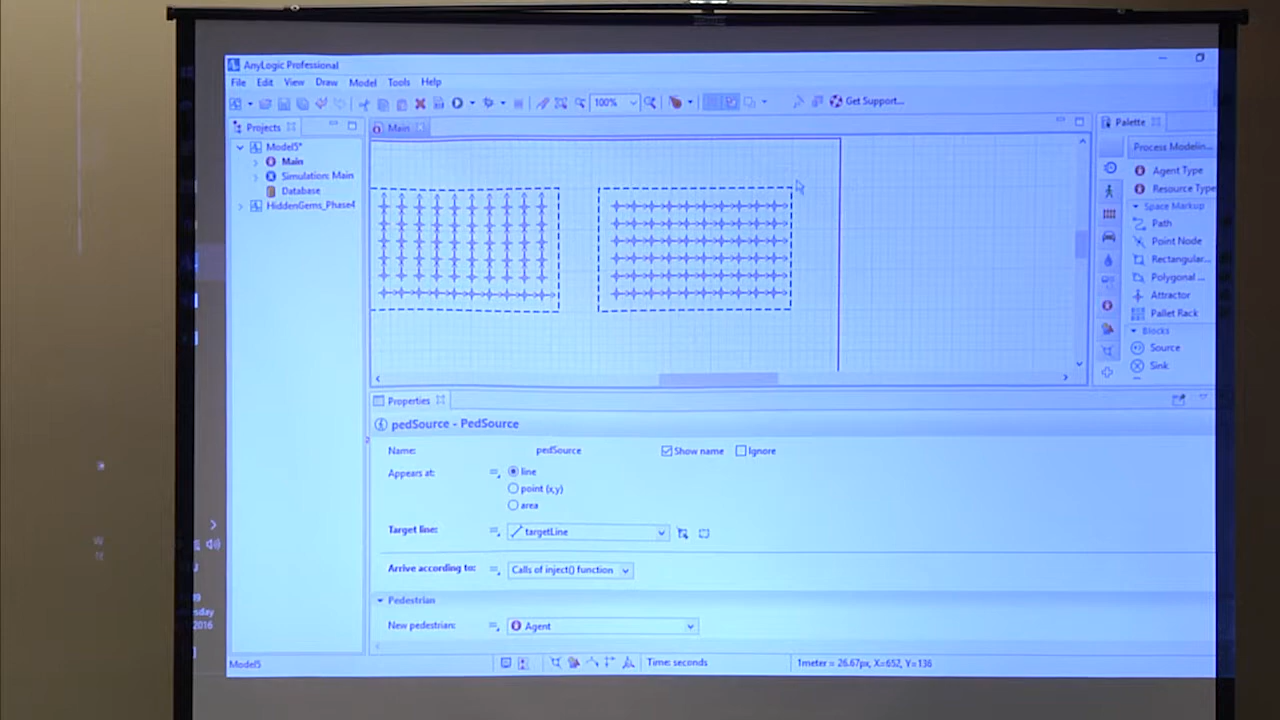 AnyLogic Professional
File Edit View Draw Model Tools Help
100% Get Support...
Projects
Main
Palette
Model5*
Main
Simulation: Main
Database
HiddenGems_Phase4
Process Modelin...
Agent Type
Resource Type
Space Markup
Path
Point Node
Rectangular...
Polygonal ...
Attractor
Pallet Rack
Blocks
Source
Sink
Properties
pedSource - PedSource
Name: pedSource Show name Ignore
Appears at: line
point (x,y)
area
Target line: targetLine
Arrive according to: Calls of inject() function
Pedestrian
New pedestrian: Agent
sday
2016
Model5
Time: seconds
1meter = 26.67px, X=652, Y=136